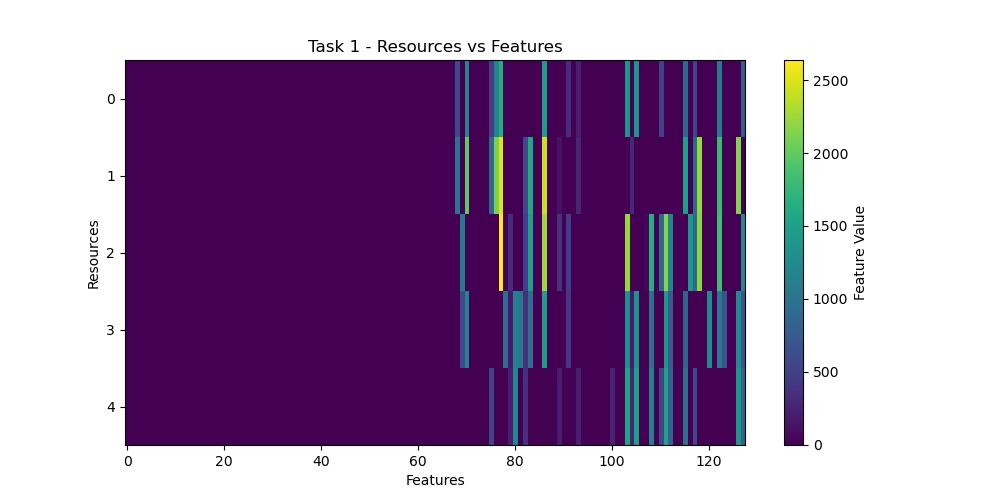 Task 1 - Resources vs Features
Resources
0
1
2
3
4
0 20 40 60 80 100 120
Features
2500
2000
1500
1000
500
0
Feature Value